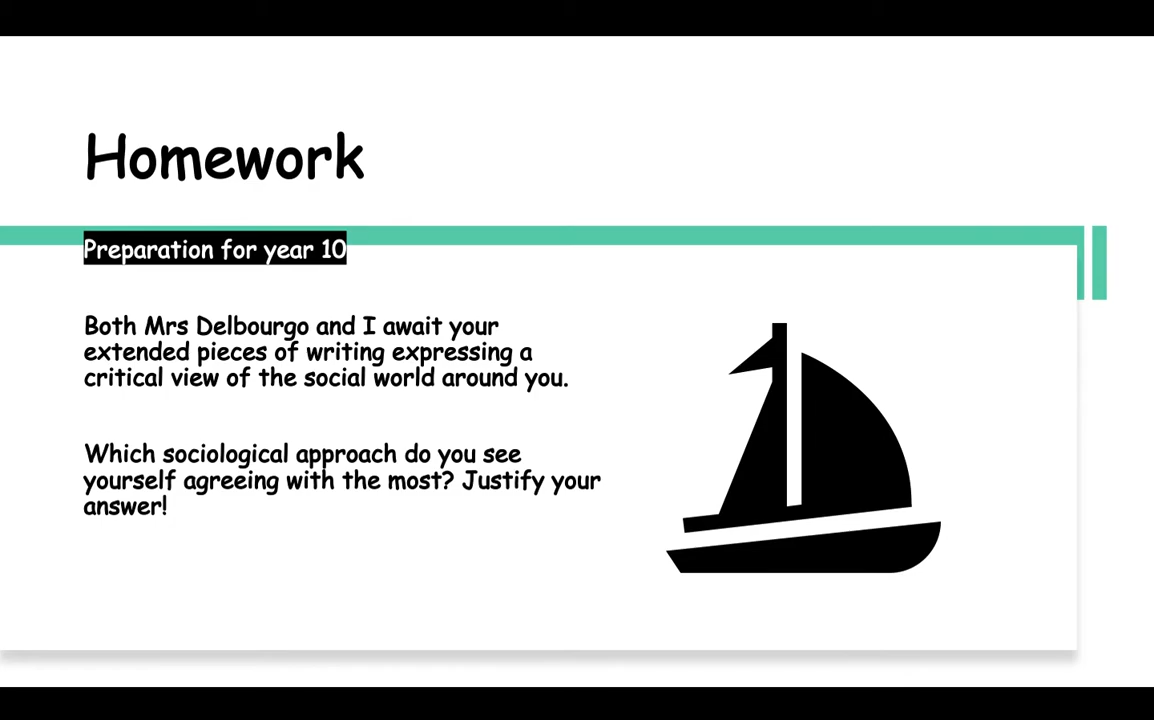 Homework
Preparation for year 10
Both Mrs Delbourgo and I await your
extended pieces of writing expressing a
critical view of the social world around you.
Which sociological approach do you see
yourself agreeing with the most? Justify your
answer!